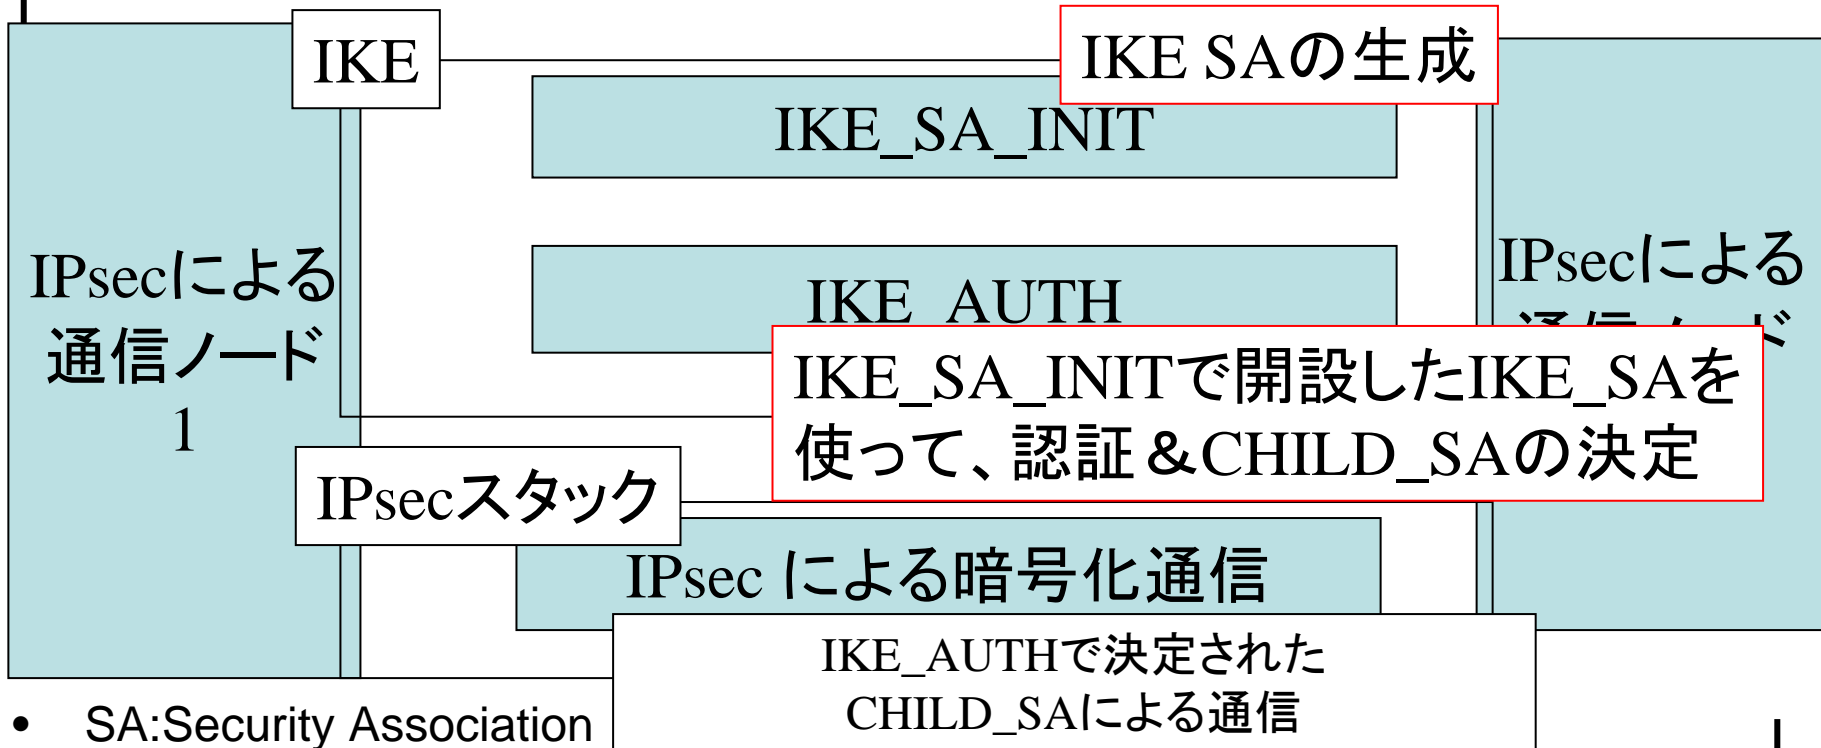 IKE
IKE SAの生成
IKE_SA_INIT
IPsecによる
通信ノード
1
IKE_AUTH
IPsecによる
通信ノード
IKE_SA_INITで開設したIKE_SAを
使って、認証&CHILD_SAの決定
IPsecスタック
IPsec による暗号化通信
IKE_AUTHで決定された
CHILD_SAによる通信
• SA:Security Association